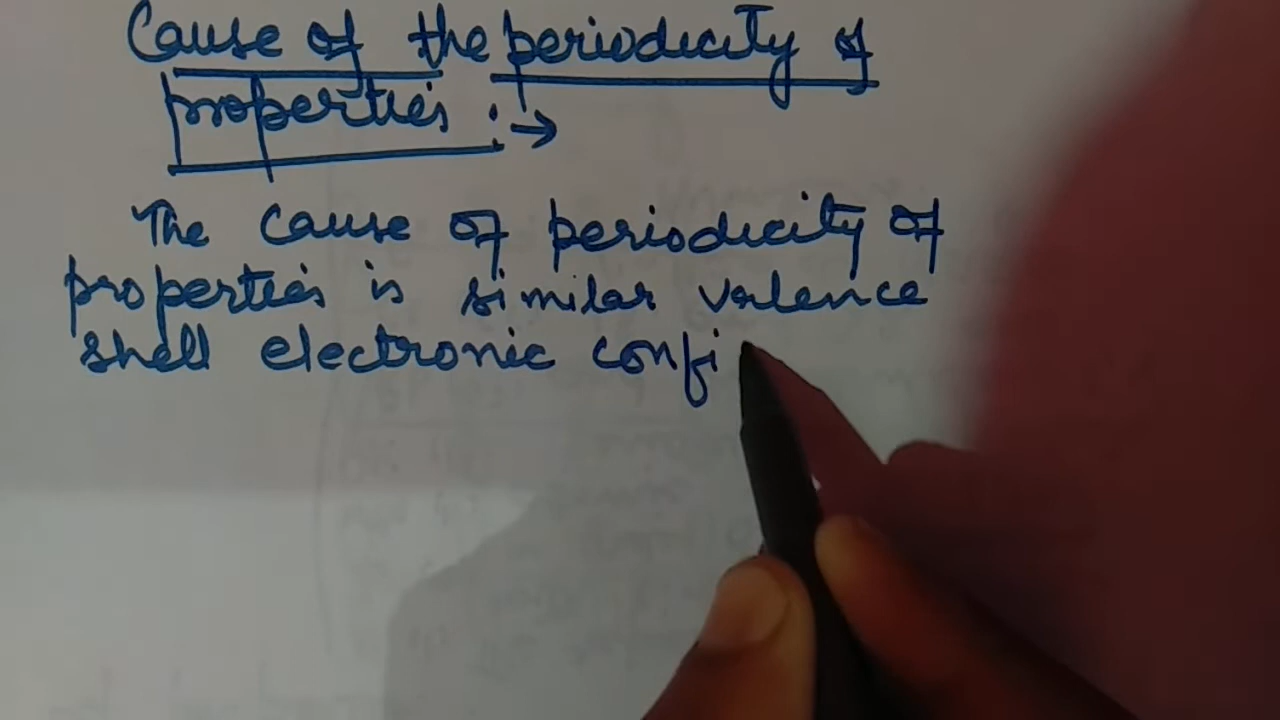 Cause of the periodicity of
properties :→
The cause of periodicity of
properties is similar valence
shell electronic confi